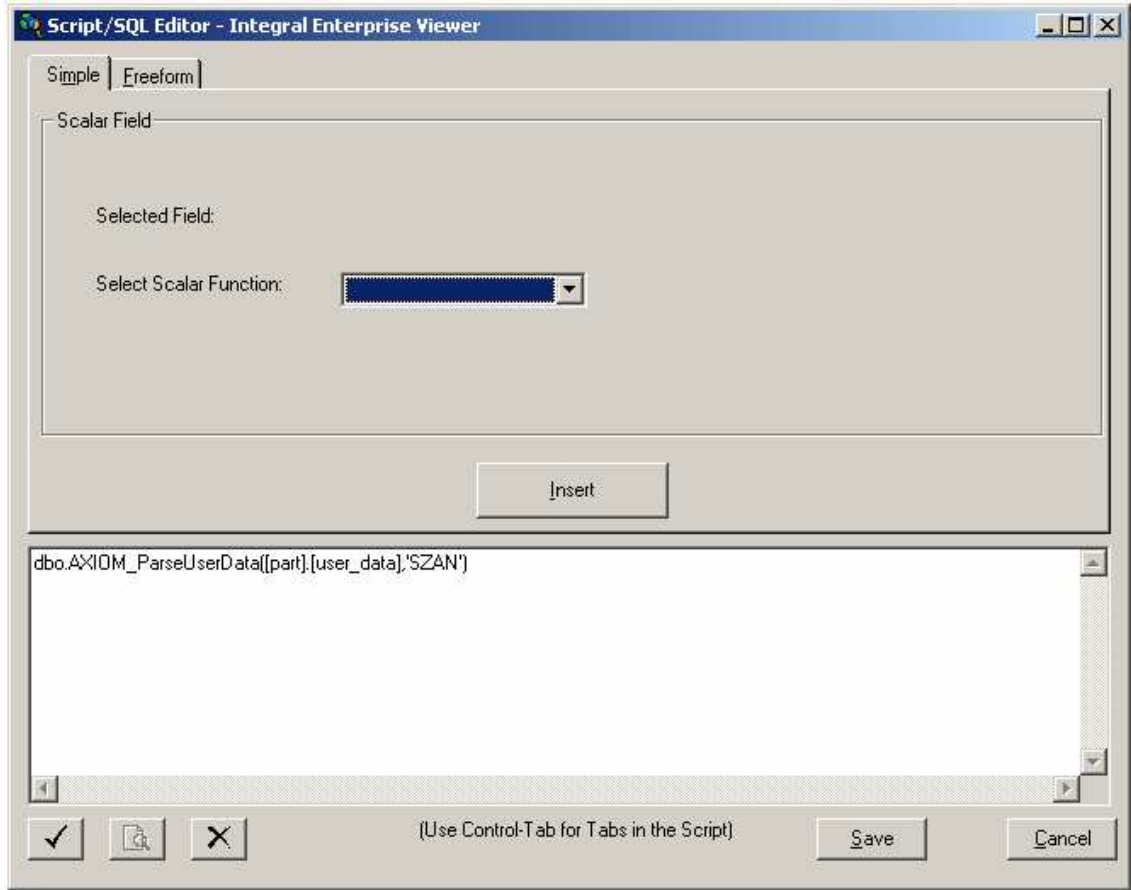 Script/SQL Editor - Integral Enterprise Viewer
Simple
Freeform
Scalar Field
Selected Field:
Select Scalar Function:
Insert
dbo.AXIOM_ParseUserData([part].[user_data],'SZAN')
(Use Control-Tab for Tabs in the Script)
Save
Cancel